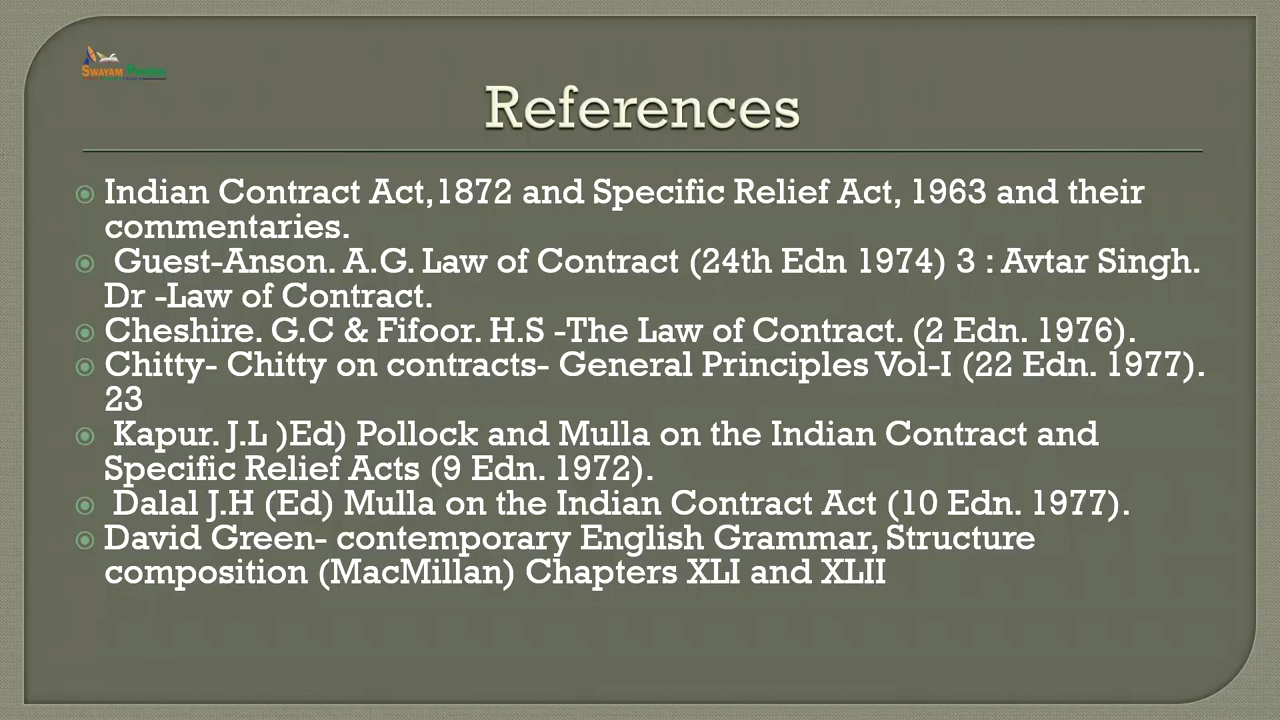 SWAYAM PRABHA
References
Indian Contract Act,1872 and Specific Relief Act, 1963 and their
commentaries.
Guest-Anson. A.G. Law of Contract (24th Edn 1974) 3 : Avtar Singh.
Dr -Law of Contract.
Cheshire. G.C & Fifoor. H.S -The Law of Contract. (2 Edn. 1976).
Chitty- Chitty on contracts- General Principles Vol-I (22 Edn. 1977).
23
Kapur. J.L )Ed) Pollock and Mulla on the Indian Contract and
Specific Relief Acts (9 Edn. 1972).
Dalal J.H (Ed) Mulla on the Indian Contract Act (10 Edn. 1977).
David Green- contemporary English Grammar, Structure
composition (MacMillan) Chapters XLI and XLII